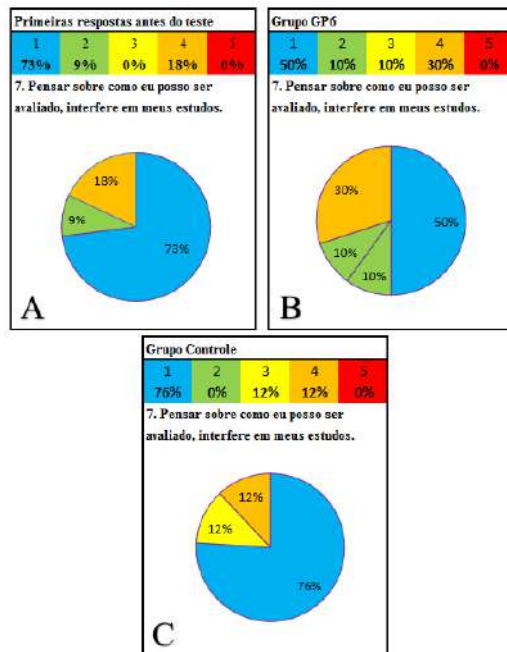 Primeiras respostas antes do teste
1 2 3 4 5
73% 9% 0% 18% 0%
7. Pensar sobre como eu posso ser
avaliado, interfere em meus estudos.
18%
9%
73%
A
Grupo GP6
1 2 3 4 5
50% 10% 10% 30% 0%
7. Pensar sobre como eu posso ser
avaliado, interfere em meus estudos.
30%
50%
10%
10%
B
Grupo Controle
1 2 3 4 5
76% 0% 12% 12% 0%
7. Pensar sobre como eu posso ser
avaliado, interfere em meus estudos.
12%
12%
76%
C